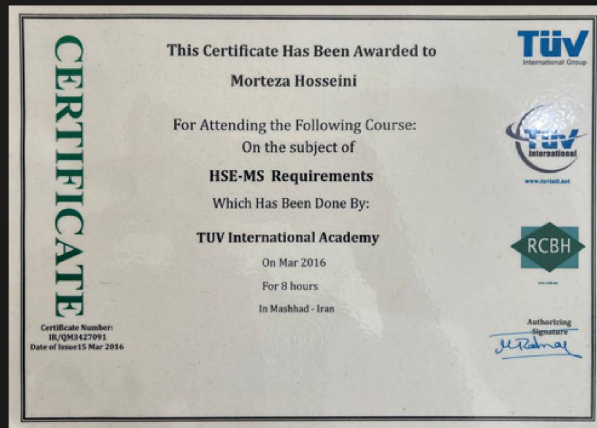 CERTIFICATE
This Certificate Has Been Awarded to
Morteza Hosseini
For Attending the Following Course:
On the subject of
HSE-MS Requirements
Which Has Been Done By:
TUV International Academy
On Mar 2016
For 8 hours
In Mashhad - Iran
Certificate Number:
IR/QM3427091
Date of Issue15 Mar 2016
TÜV
International Group
TÜV
International
www.tuvintl.net
RCBH
Authorizing
Signature